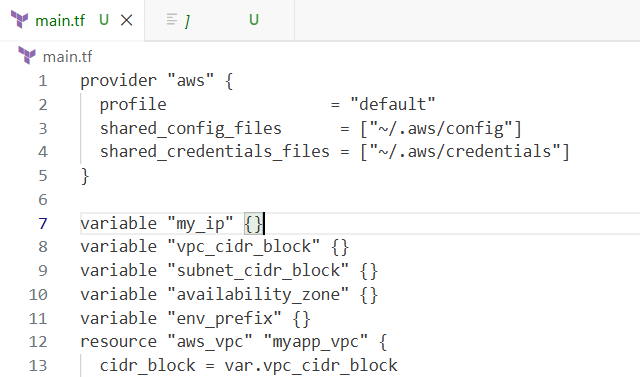 main.tf U ] U
main.tf
1 provider "aws" {
2 profile = "default"
3 shared_config_files = ["~/.aws/config"]
4 shared_credentials_files = ["~/.aws/credentials"]
5 }
6
7 variable "my_ip" {}
8 variable "vpc_cidr_block" {}
9 variable "subnet_cidr_block" {}
10 variable "availability_zone" {}
11 variable "env_prefix" {}
12 resource "aws_vpc" "myapp_vpc" {
13 cidr_block = var.vpc_cidr_block